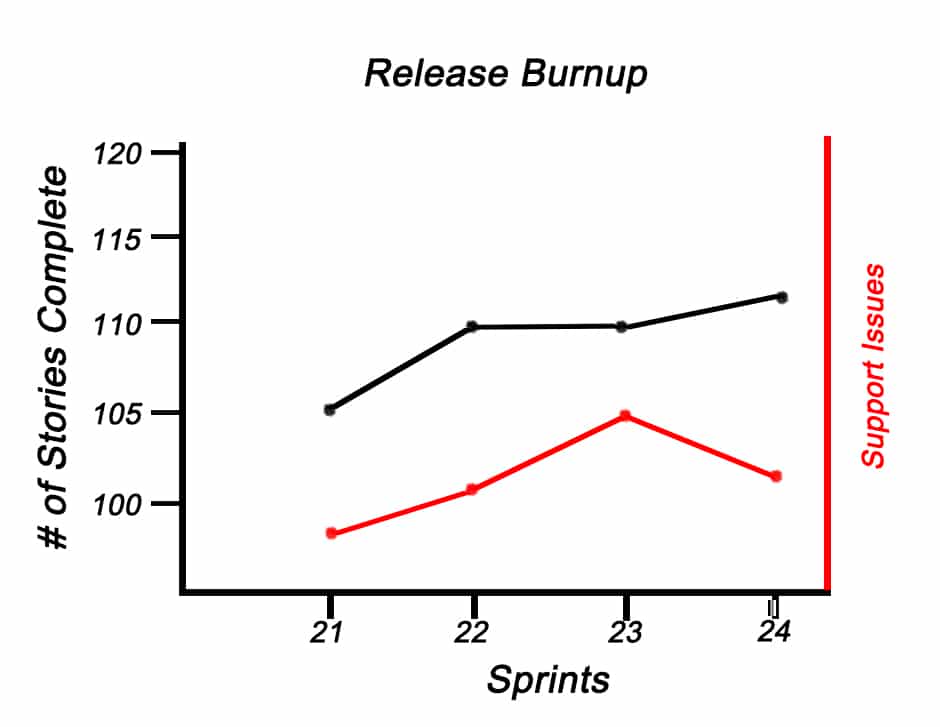 Release Burnup
# of Stories Complete
120
115
110
105
100
Support Issues
21 22 23 24
Sprints